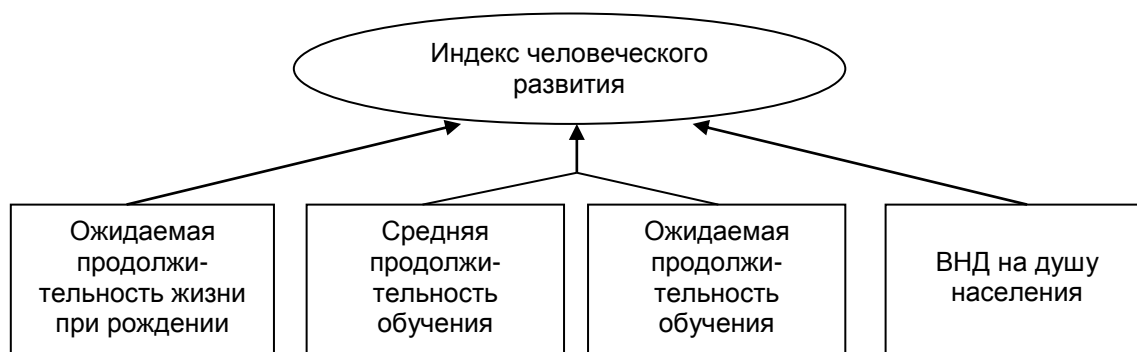 Индекс человеческого
развития
Ожидаемая
продолжи-
тельность жизни
при рождении
Средняя
продолжи-
тельность
обучения
Ожидаемая
продолжи-
тельность
обучения
ВНД на душу
населения